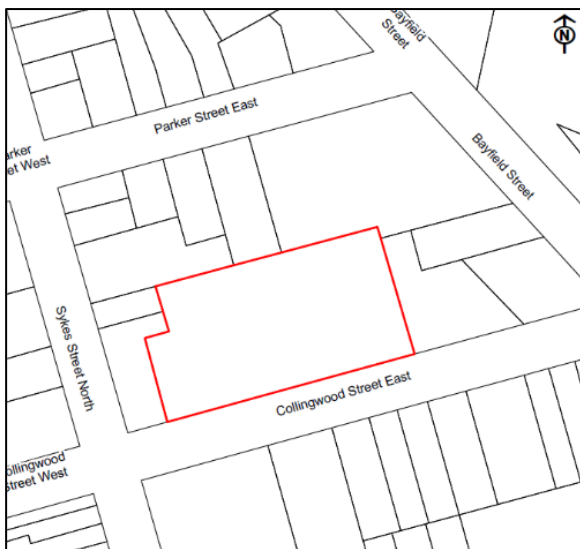 Bayfield
Street
N
Parker Street East
arker
et West
Bayfield Street
Sykes Street North
Collingwood Street East
ollingwood
Street West